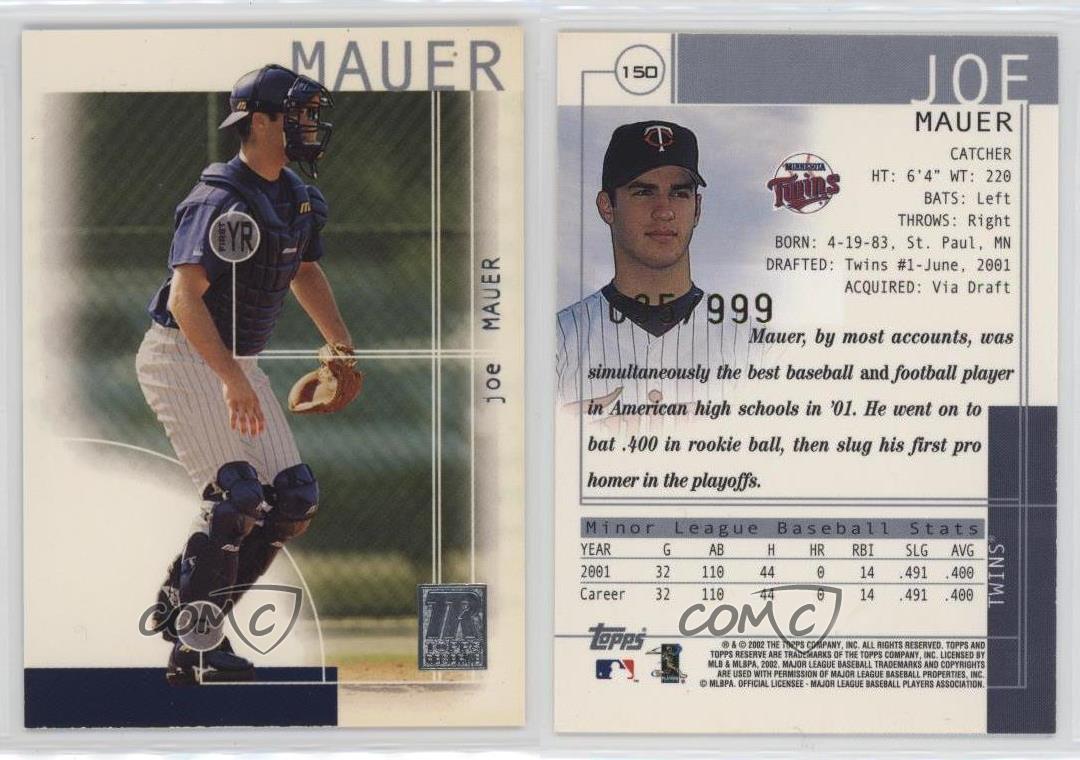 MAUER
FIRST YR
joe MAUER
TR
TOPPS
RESERVE
COMC
150
JOE
MAUER
CATCHER
HT: 6'4" WT: 220
BATS: Left
THROWS: Right
BORN: 4-19-83, St. Paul, MN
DRAFTED: Twins #1-June, 2001
ACQUIRED: Via Draft
MINNESOTA
Twins
/999
Mauer, by most accounts, was
simultaneously the best baseball and football player
in American high schools in '01. He went on to
bat .400 in rookie ball, then slug his first pro
homer in the playoffs.
Minor League Baseball Stats
YEAR G AB H HR RBI SLG AVG
2001 32 110 44 0 14 .491 .400
Career 32 110 44 0 14 .491 .400
TWINS®
COMC
topps
® & © 2002 THE TOPPS COMPANY, INC. ALL RIGHTS RESERVED. TOPPS AND
TOPPS RESERVE ARE TRADEMARKS OF THE TOPPS COMPANY, INC. LICENSED BY
MLB & MLBPA, 2002. MAJOR LEAGUE BASEBALL TRADEMARKS AND COPYRIGHTS
ARE USED WITH PERMISSION OF MAJOR LEAGUE BASEBALL PROPERTIES, INC.
© MLBPA. OFFICIAL LICENSEE - MAJOR LEAGUE BASEBALL PLAYERS ASSOCIATION.